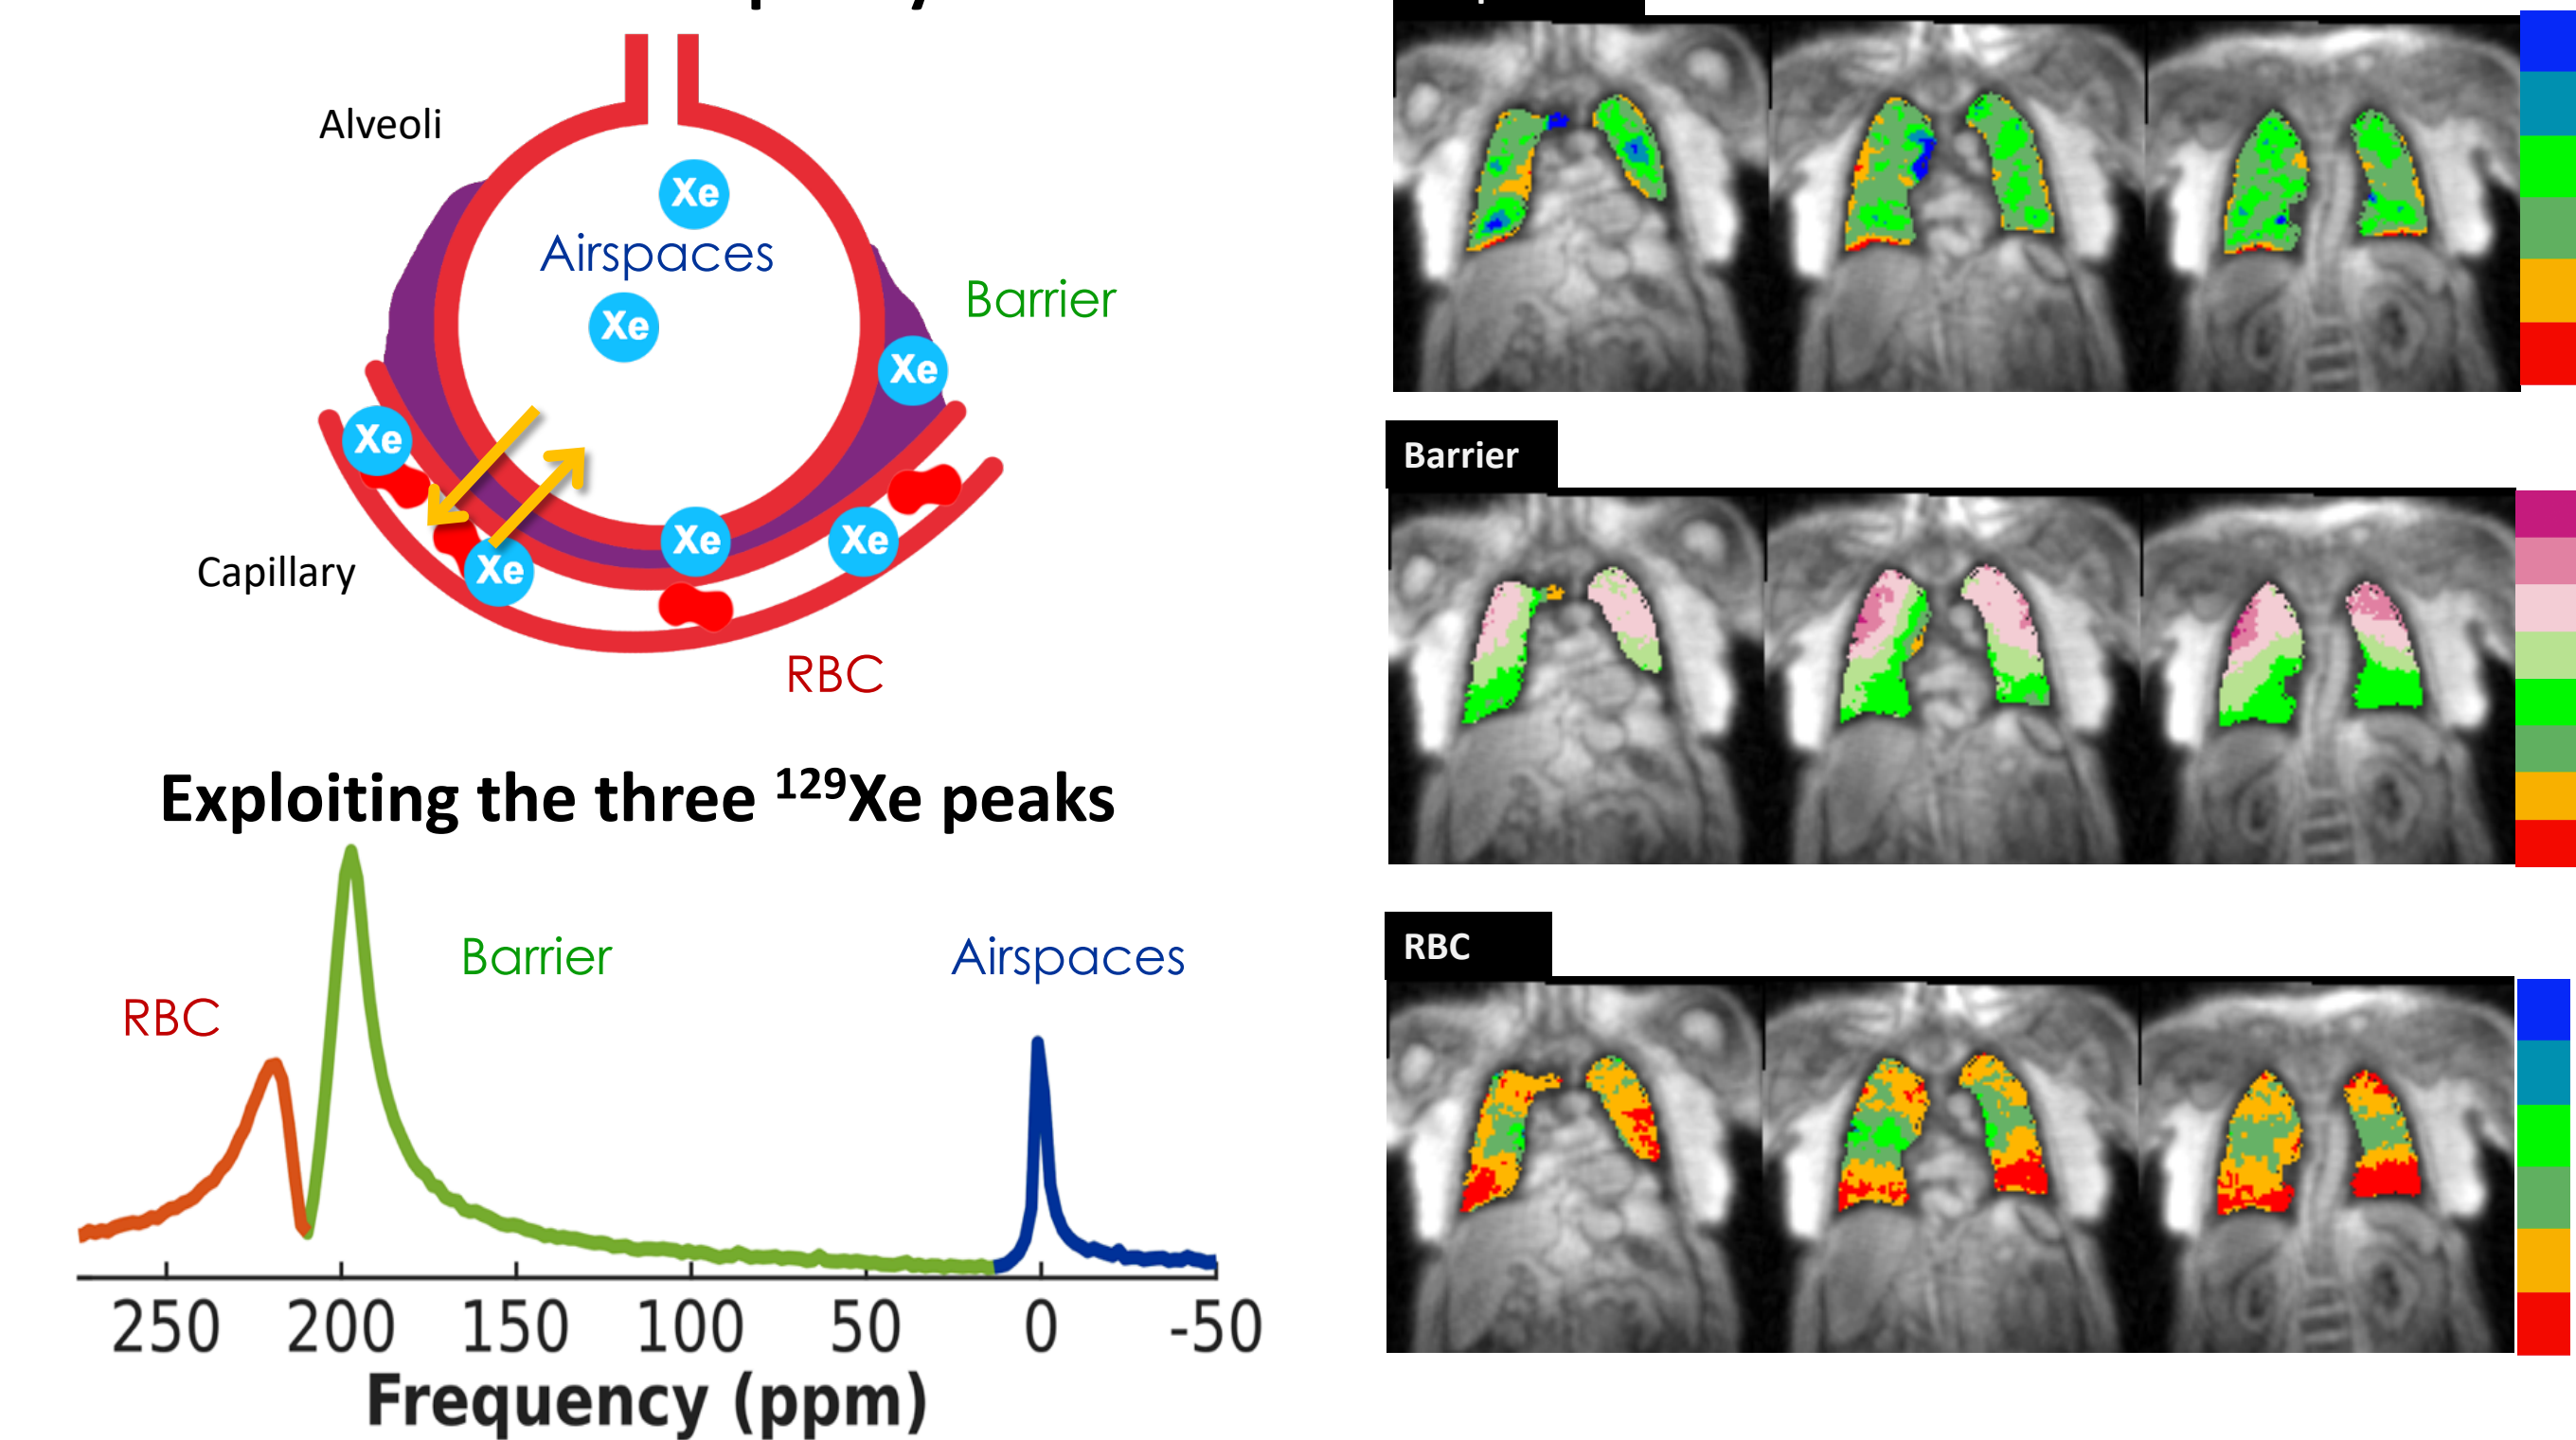 Alveoli
Xe
Airspaces
Xe
Barrier
Xe
Xe
Xe
Xe
Xe
Capillary
RBC
Exploiting the three ¹²⁹Xe peaks
Barrier
Airspaces
RBC
250 200 150 100 50 0 -50
Frequency (ppm)
Barrier
RBC